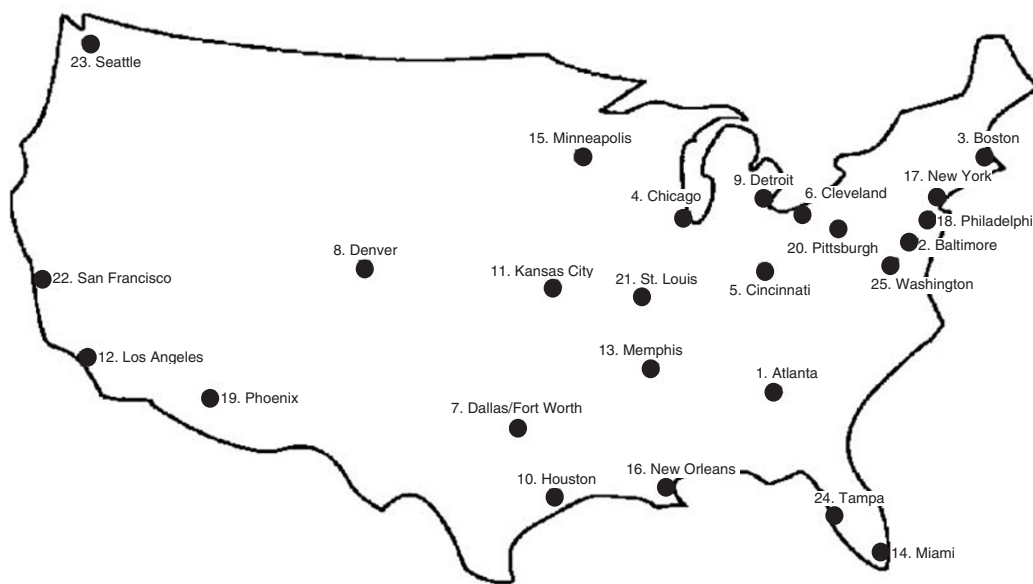 23. Seattle
15. Minneapolis
3. Boston
9. Detroit
17. New York
4. Chicago
6. Cleveland
18. Philadelphi
8. Denver
20. Pittsburgh
2. Baltimore
22. San Francisco
11. Kansas City
21. St. Louis
5. Cincinnati
25. Washington
12. Los Angeles
13. Memphis
1. Atlanta
19. Phoenix
7. Dallas/Fort Worth
10. Houston
16. New Orleans
24. Tampa
14. Miami